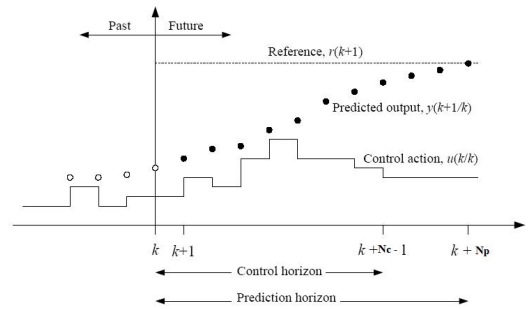 Past Future
Reference, r(k+1)
Predicted output, y(k+1/k)
Control action, u(k/k)
k k+1 k +Nc - 1 k + Np
Control horizon
Prediction horizon